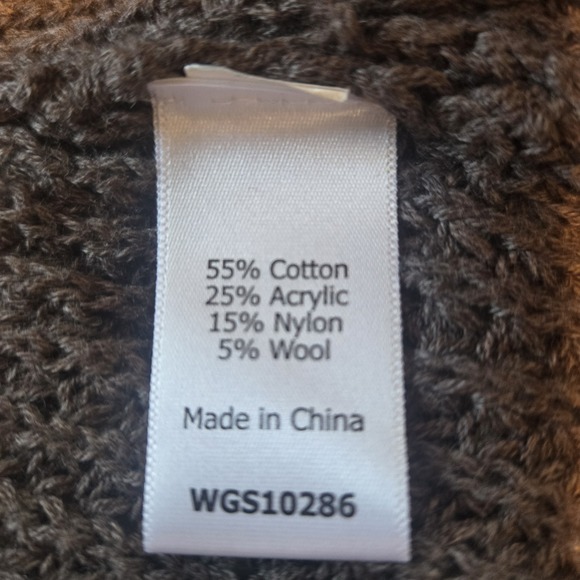 55% Cotton
25% Acrylic
15% Nylon
5% Wool
Made in China
WGS10286